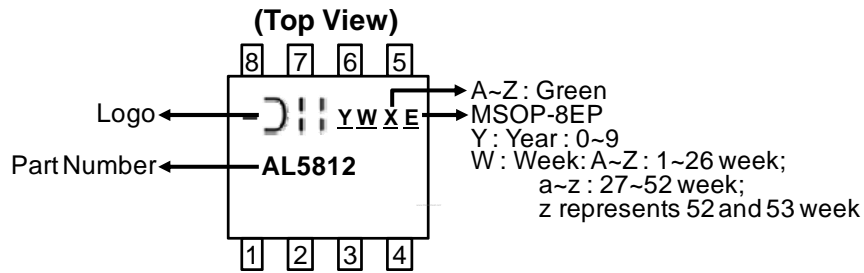 (Top View)
8 7 6 5
Logo
Y W X E
A~Z : Green
MSOP-8EP
Y : Year : 0~9
W : Week: A~Z : 1~26 week;
a~z : 27~52 week;
z represents 52 and 53 week
Part Number
AL5812
1 2 3 4